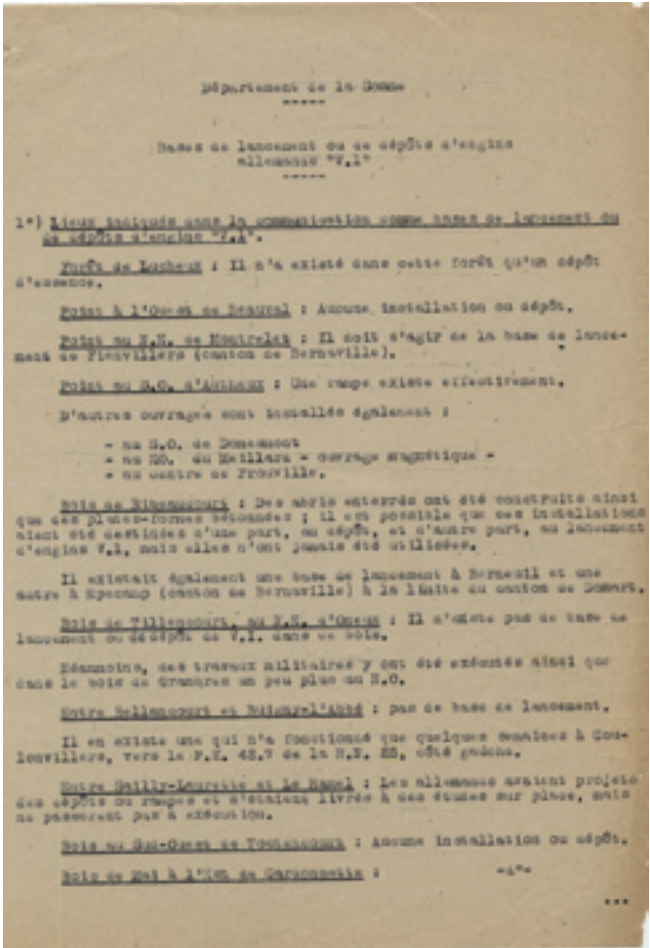 Département de la Somme
-----
Bases de lancement ou de dépôts d'engins
allemands "V.1"
-----
1°) Lieux indiqués dans la communication comme bases de lancement ou
de dépôts d'engins "V.1".
Forêt de Lucheux : Il n'a existé dans cette forêt qu'un dépôt
d'essence.
Point à l'Ouest de Beauval : Aucune installation ou dépôt.
Point au N.N. de Montrelet : Il doit s'agir de la base de lance-
ment de Fienvillers (canton de Bernaville).
Point au S.O. d'Autheux : Une rampe existe effectivement.
D'autres ouvrages sont installés également :
- au S.O. de Domesmont
- au NO. du Meillard - ouvrage magnétique -
- au centre de Prouville.
Bois de Ribeaucourt : Des abris enterrés ont été construits ainsi
que des plates-formes bétonnées ; il est possible que ces installations
aient été destinées d'une part, au dépôt, et d'autre part, au lancement
d'engins V.1, mais elles n'ont jamais été utilisées.
Il existait également une base de lancement à Berneuil et une
autre à Epecamp (canton de Bernaville) à la limite du canton de Domart.
Bois de Tillencourt, au N.E. d'Oneux : Il n'existe pas de base de
lancement ou de dépôt de V.1. dans ce bois.
Néanmoins, des travaux militaires y ont été exécutés ainsi que
dans le bois de un peu plus au N.O.
Entre Bellancourt et Buigny-l'Abbé : pas de base de lancement.
Il en existe une qui n'a fonctionné que quelques semaines à Cou-
lonvillers, vers le P.K. 42.7 de la R.N. 25, côté gauche.
Entre Sailly-Laurette et Le Hamel : Les allemands avaient projeté
des dépôts ou rampes et s'étaient livrés à des études sur place, mais
ne passèrent pas à exécution.
Bois au Sud-Ouest de Toutencourt : Aucune installation ou dépôt.
Bois de Mai à l'Est de :
...